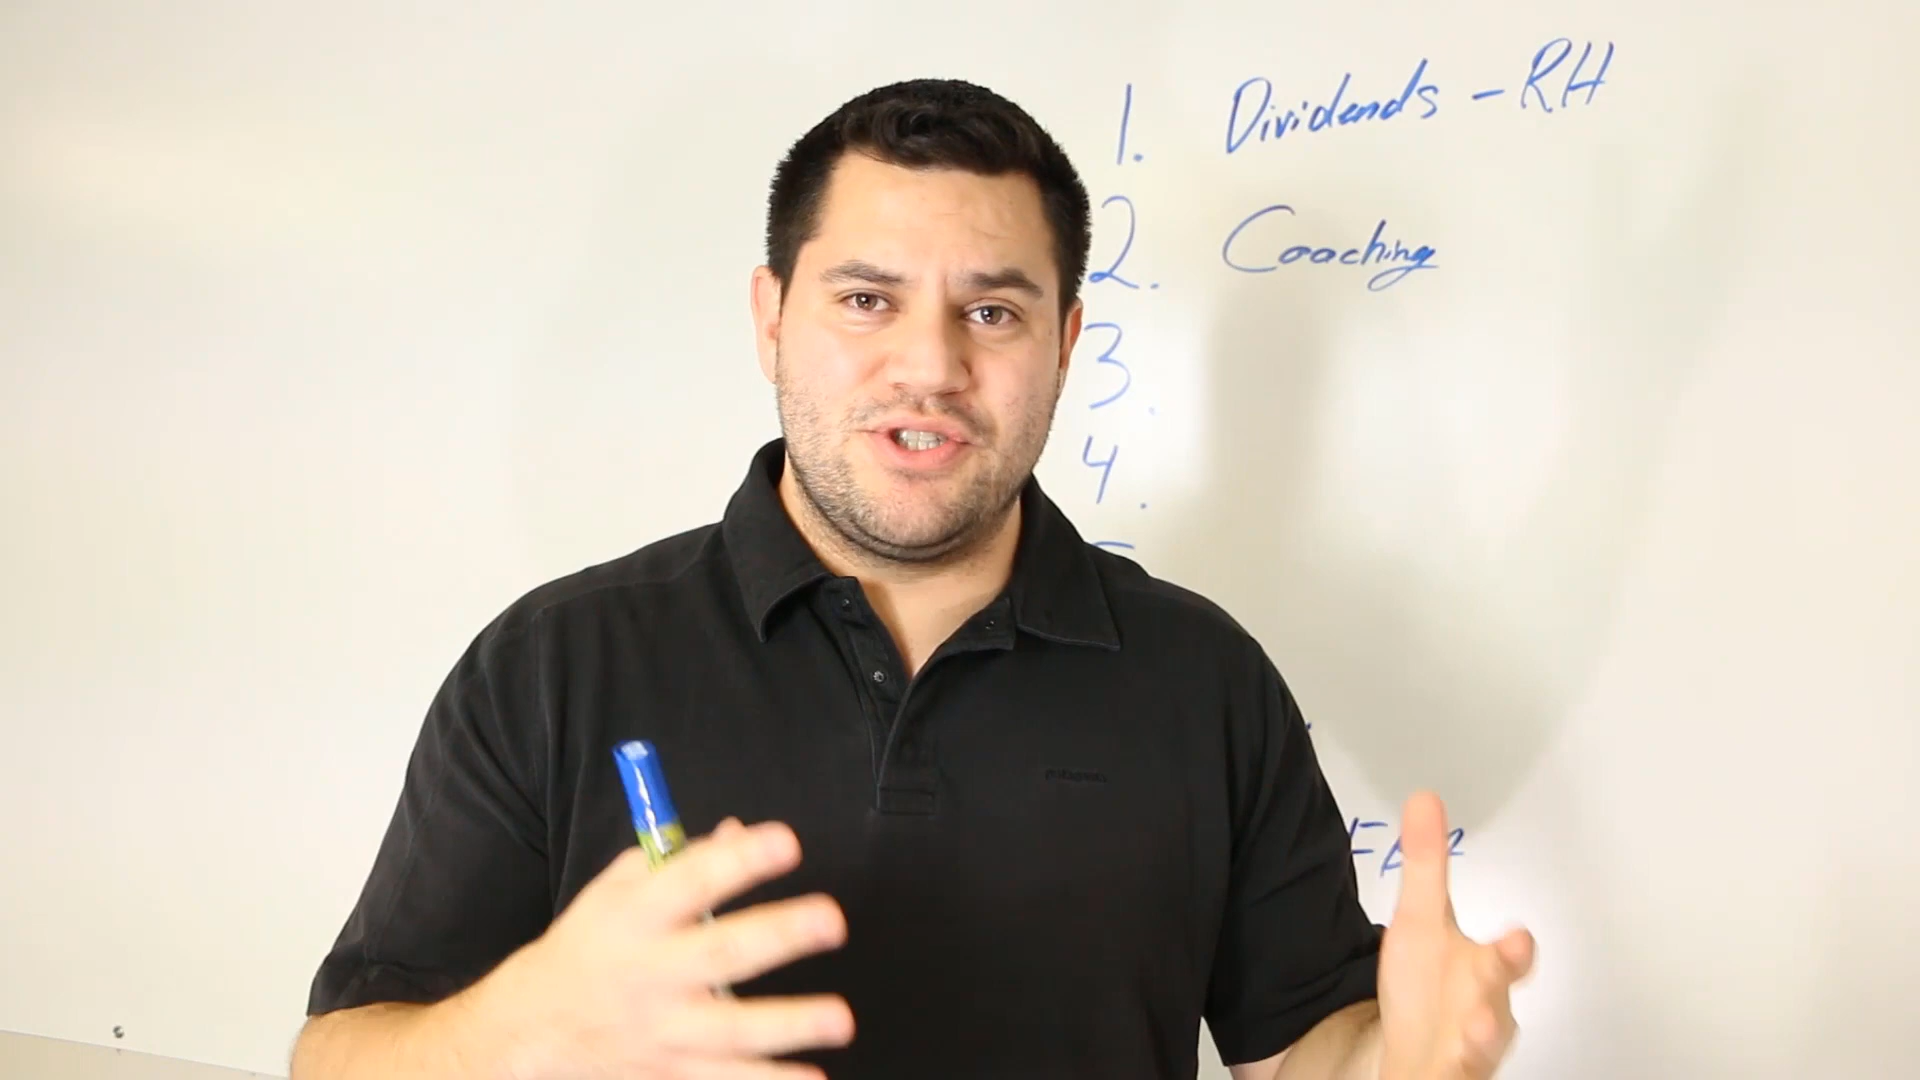 1. Dividends - RH
2. Coaching
3.
4.